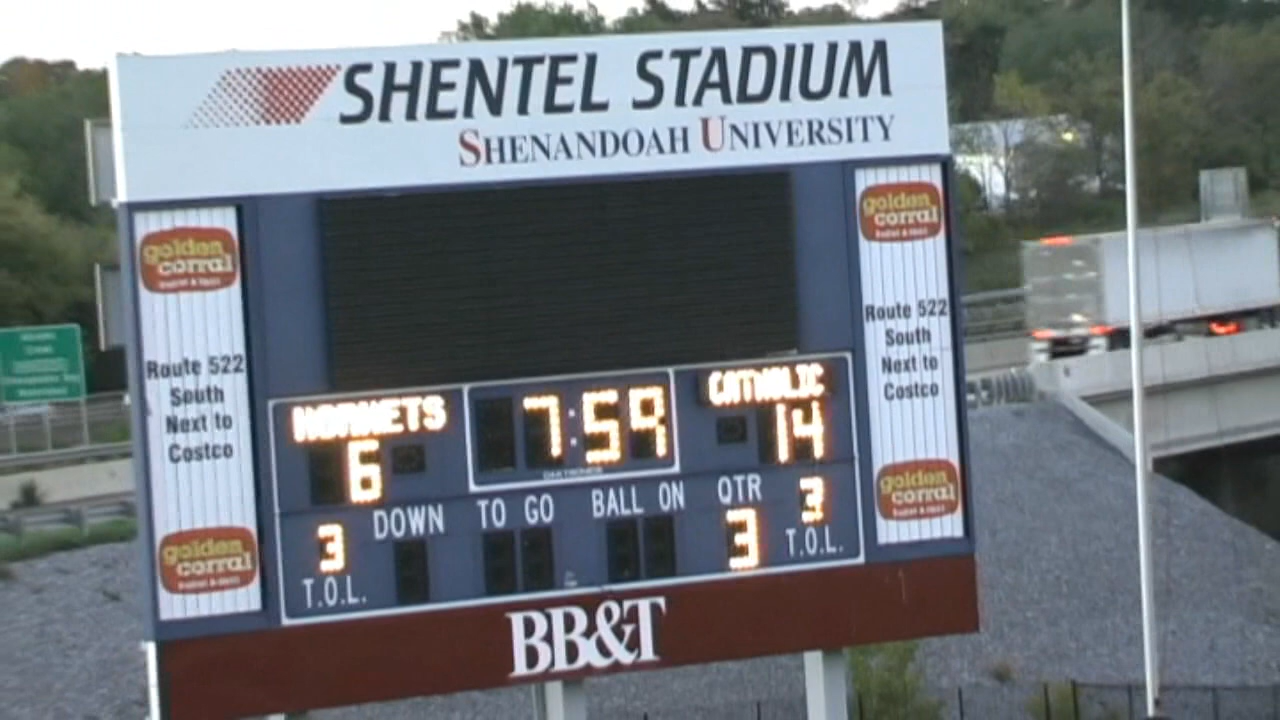 SHENTEL STADIUM
SHENANDOAH UNIVERSITY
golden corral
Route 522
South
Next to
Costco
golden corral
HORNETS
6
7:59
CATHOLIC
14
DOWN
TO GO
BALL ON
QTR
3
3
T.O.L.
3
T.O.L.
golden corral
Route 522
South
Next to
Costco
golden corral
BB&T